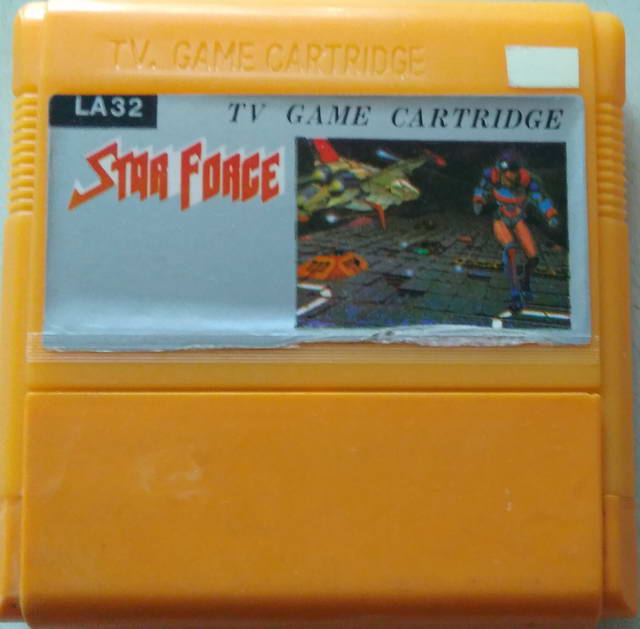 TV. GAME CARTRIDGE
LA32
TV GAME CARTRIDGE
STAR FORCE